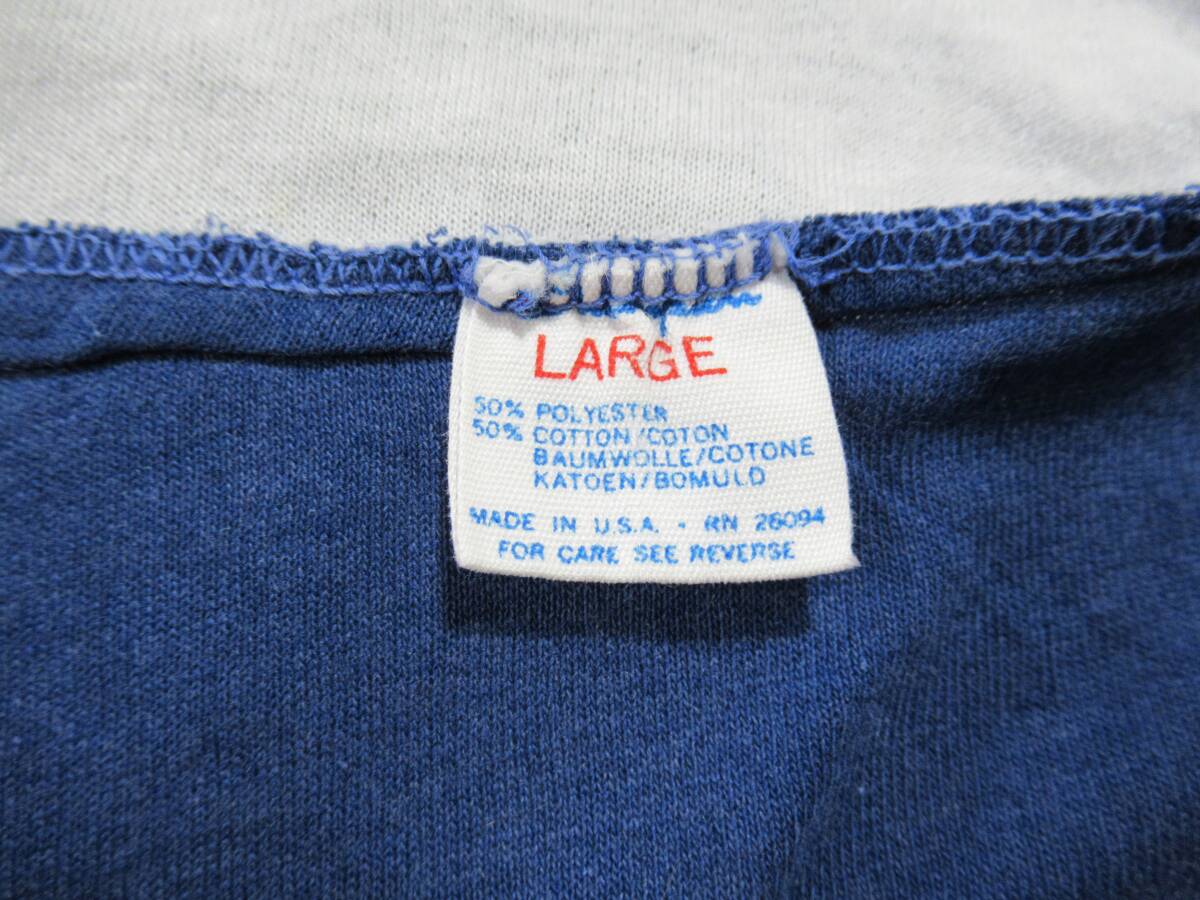 LARGE
50% POLYESTER
50% COTTON/COTON
BAUMWOLLE/COTONE
KATOEN/BOMULD
MADE IN U.S.A. • RN 26094
FOR CARE SEE REVERSE